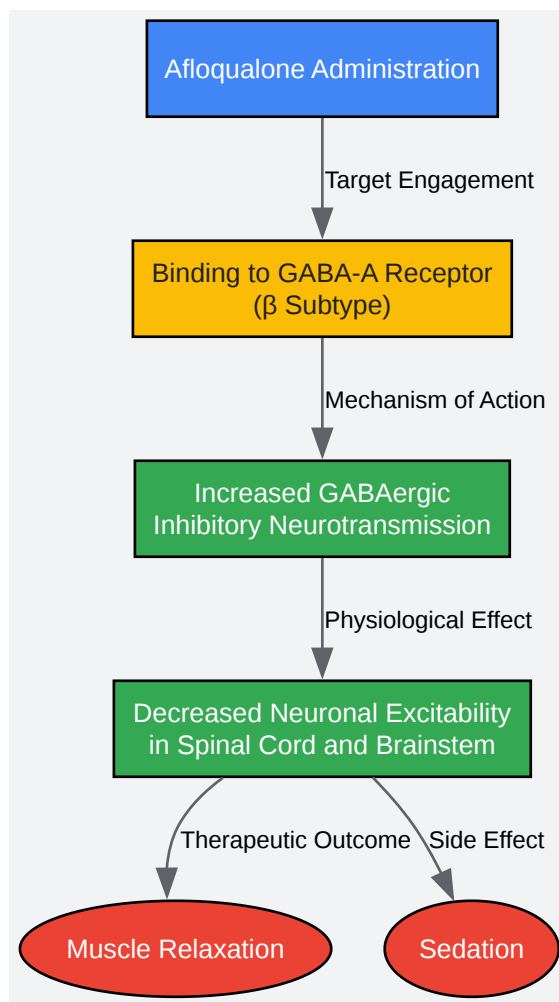 Afloqualone Administration
Target Engagement
Binding to GABA-A Receptor
(β Subtype)
Mechanism of Action
Increased GABAergic
Inhibitory Neurotransmission
Physiological Effect
Decreased Neuronal Excitability
in Spinal Cord and Brainstem
Therapeutic Outcome
Side Effect
Muscle Relaxation
Sedation